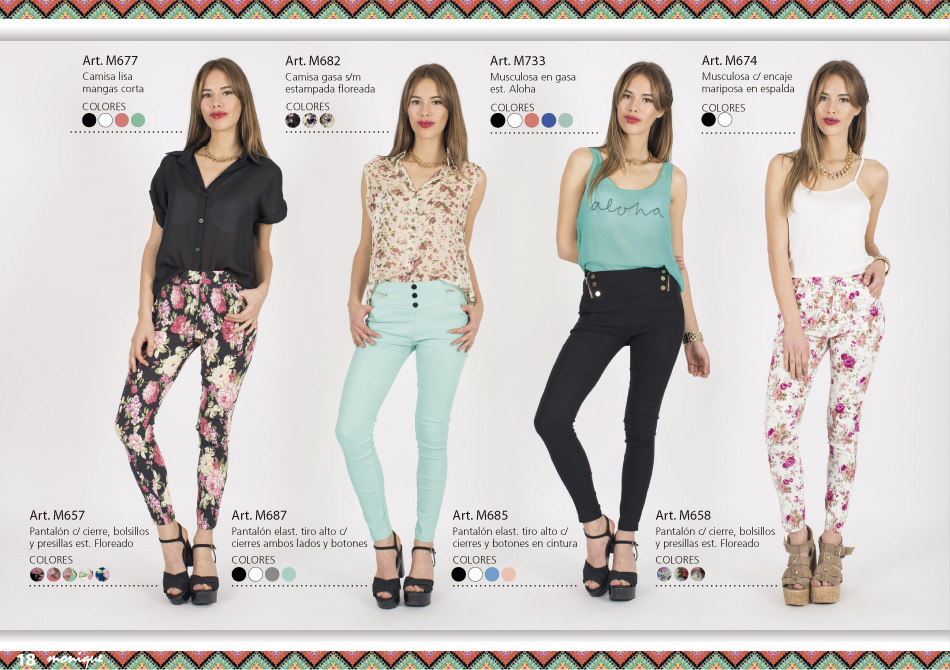 Art. M677
Camisa lisa
mangas corta
COLORES
Art. M682
Camisa gasa s/m
estampada floreada
COLORES
Art. M733
Musculosa en gasa
est. Aloha
COLORES
Art. M674
Musculosa c/ encaje
mariposa en espalda
COLORES
aloha
Art. M657
Pantalón c/ cierre, bolsillos
y presillas est. Floreado
COLORES
Art. M687
Pantalón elast. tiro alto c/
cierres ambos lados y botones
COLORES
Art. M685
Pantalón elast. tiro alto c/
cierres y botones en cintura
COLORES
Art. M658
Pantalón c/ cierre, bolsillos
y presillas est. Floreado
COLORES
18 monique